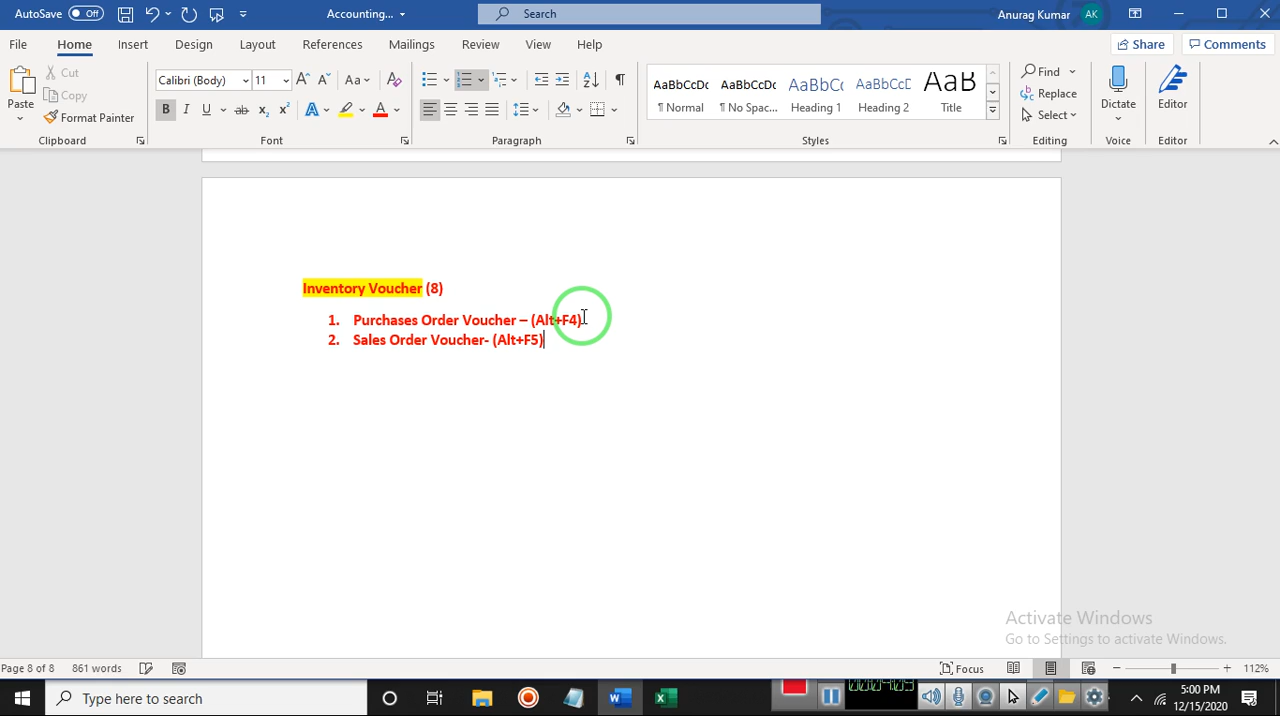 AutoSave Off Accounting... Search Anurag Kumar AK
File Home Insert Design Layout References Mailings Review View Help Share Comments
Paste Cut Copy Format Painter
Calibri (Body) 11 Aa
AaBbCcDc AaBbCcDc AaBbCc AaBbCcD AaB
¶ Normal ¶ No Spac... Heading 1 Heading 2 Title
Find Replace Select
Dictate Editor
Clipboard Font Paragraph Styles Editing Voice Editor
Inventory Voucher (8)
1. Purchases Order Voucher – (Alt+F4)
2. Sales Order Voucher- (Alt+F5)
Activate Windows
Go to Settings to activate Windows.
Page 8 of 8 861 words Focus 112%
Type here to search 5:00 PM
12/15/2020